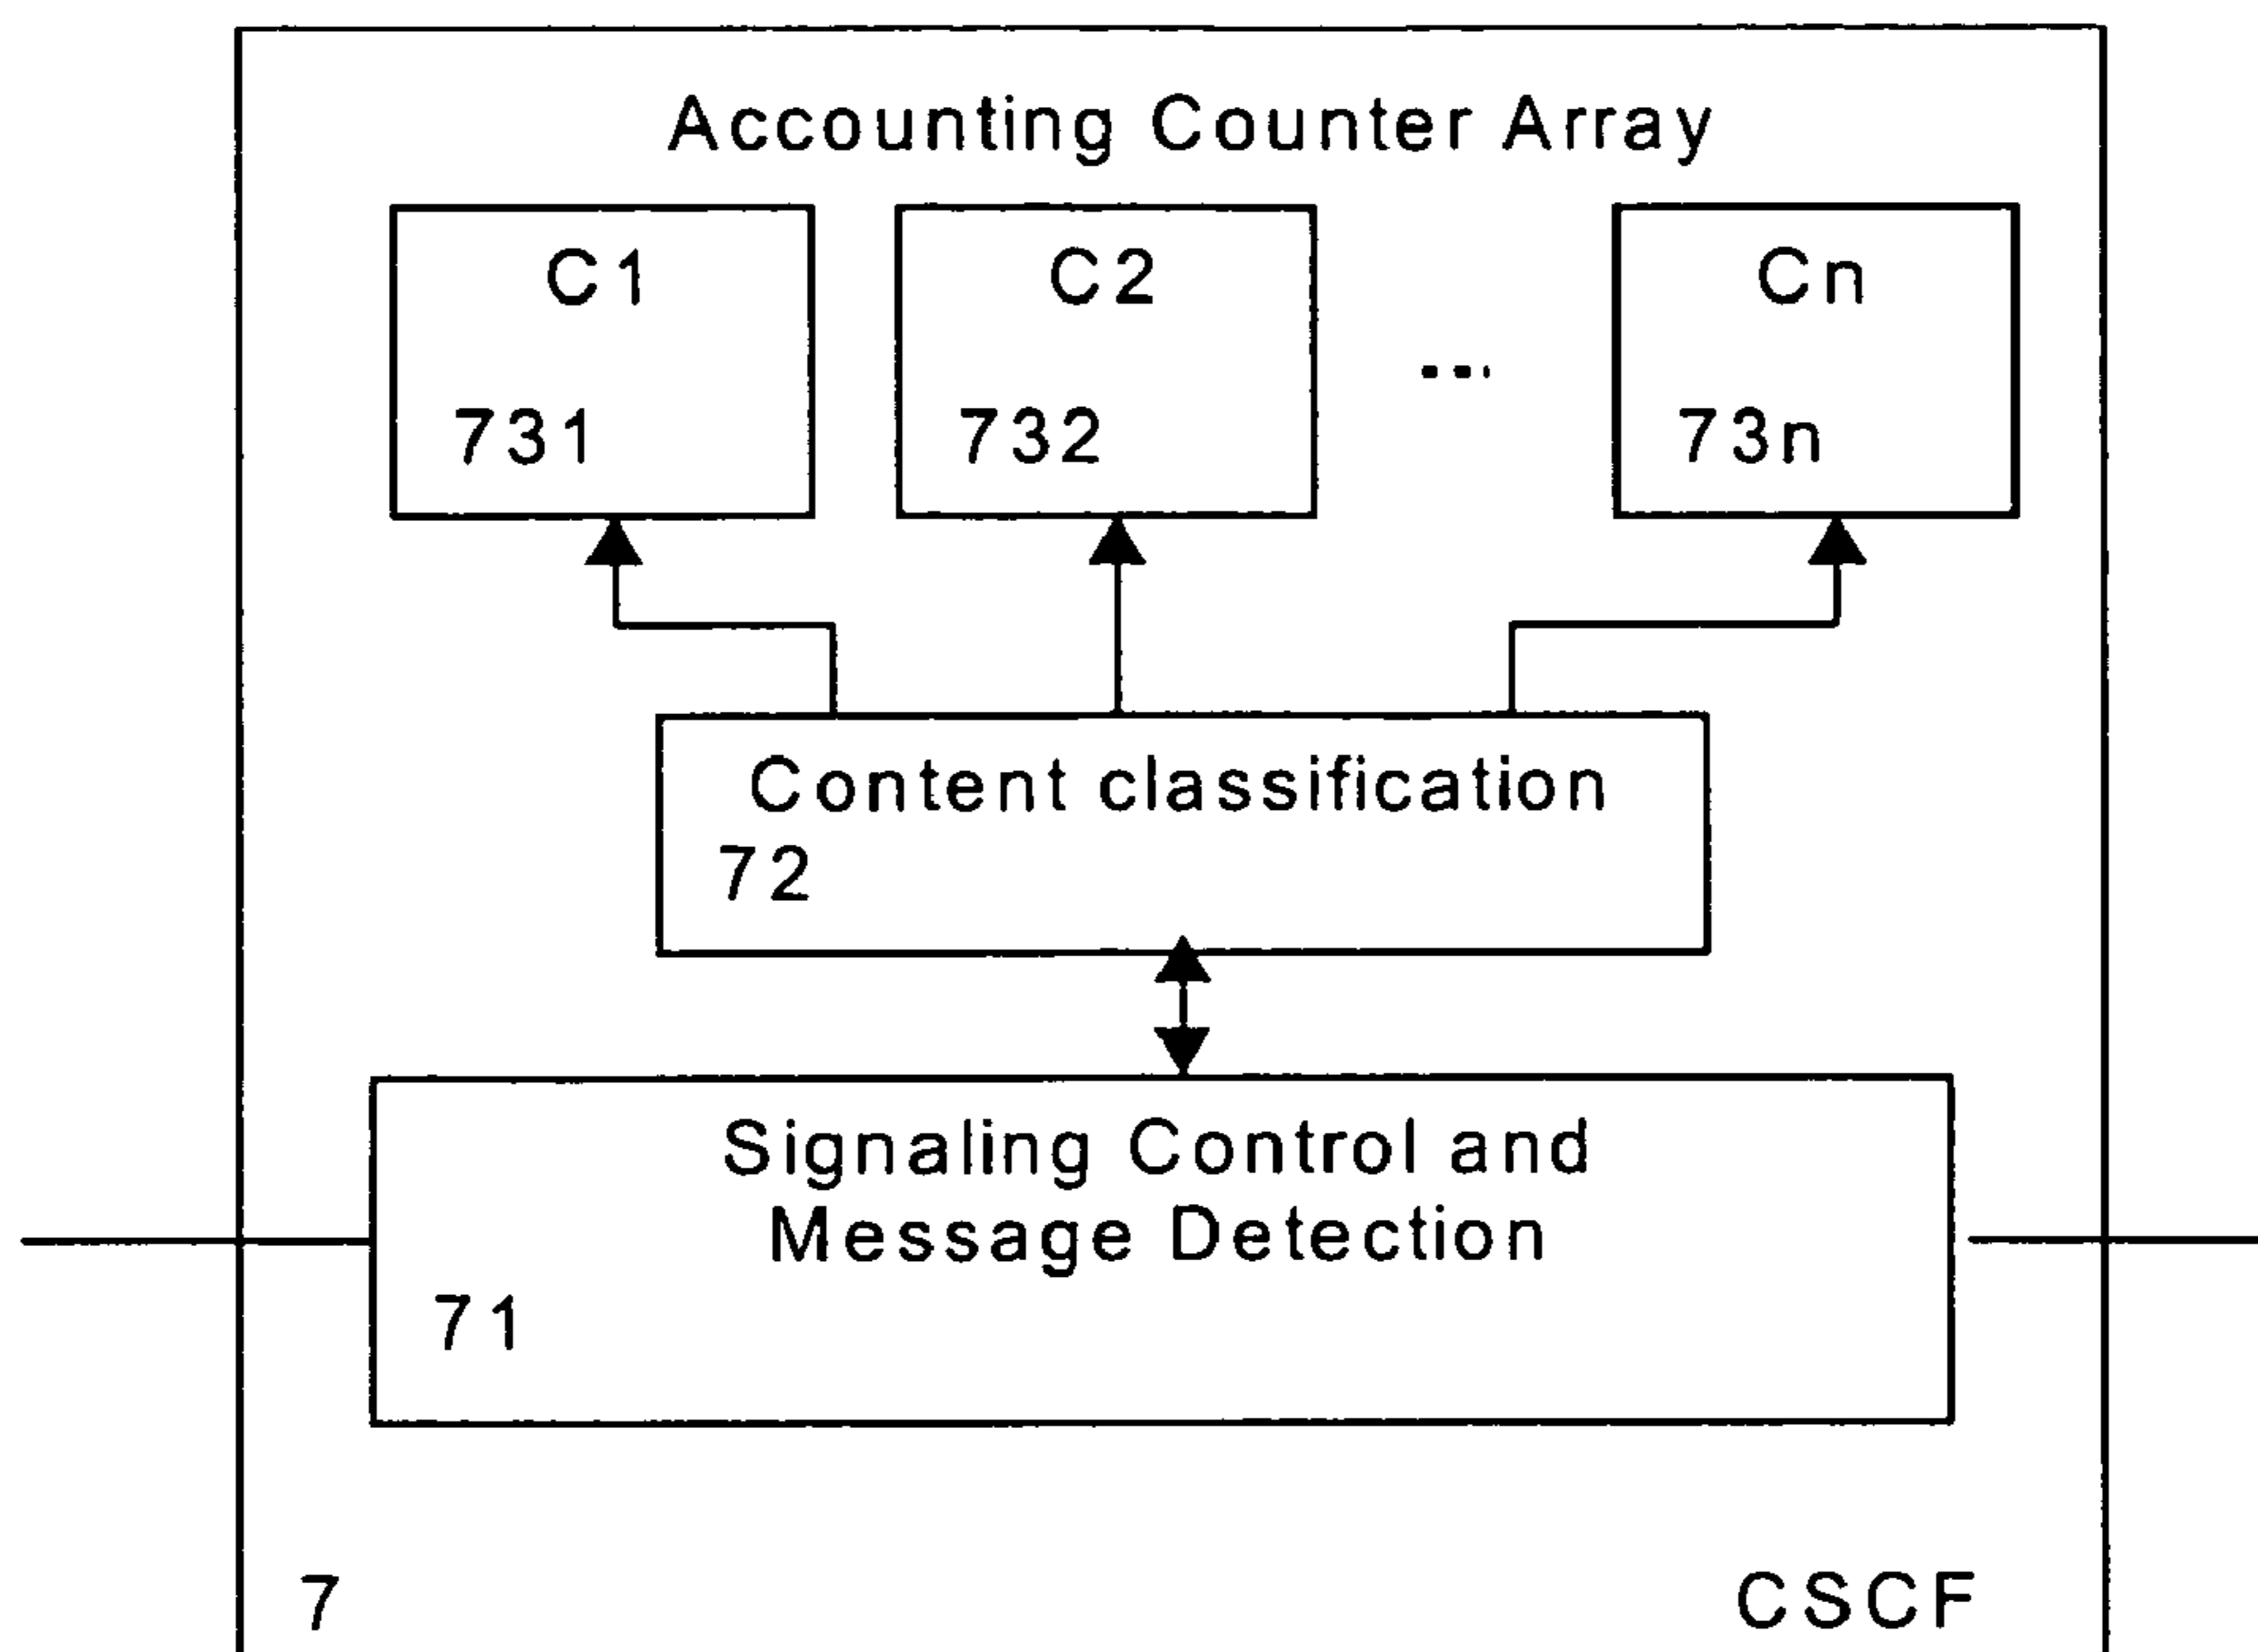 Accounting Counter Array
C1
731
C2
732
...
Cn
73n
Content classification
72
Signaling Control and
Message Detection
71
7
CSCF